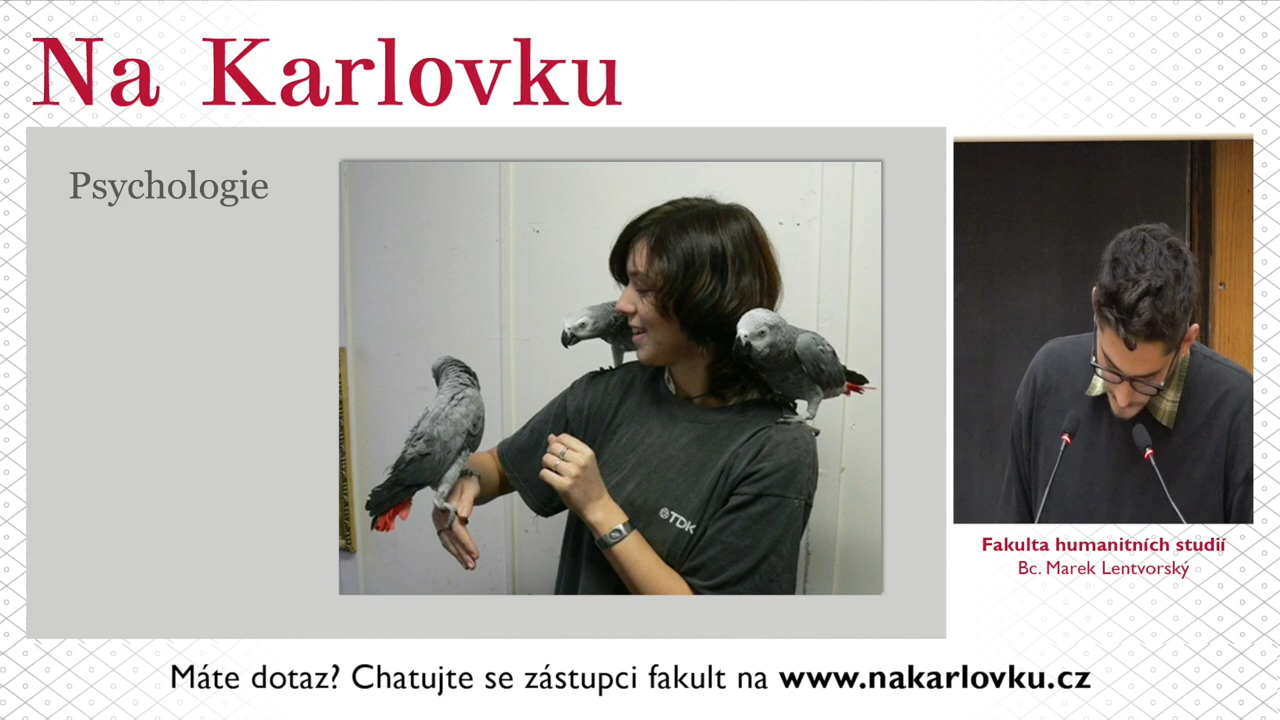 Na Karlovku
Psychologie
TDK
Fakulta humanitních studií
Bc. Marek Lentvorský
Máte dotaz? Chatujte se zástupci fakult na www.nakarlovku.cz